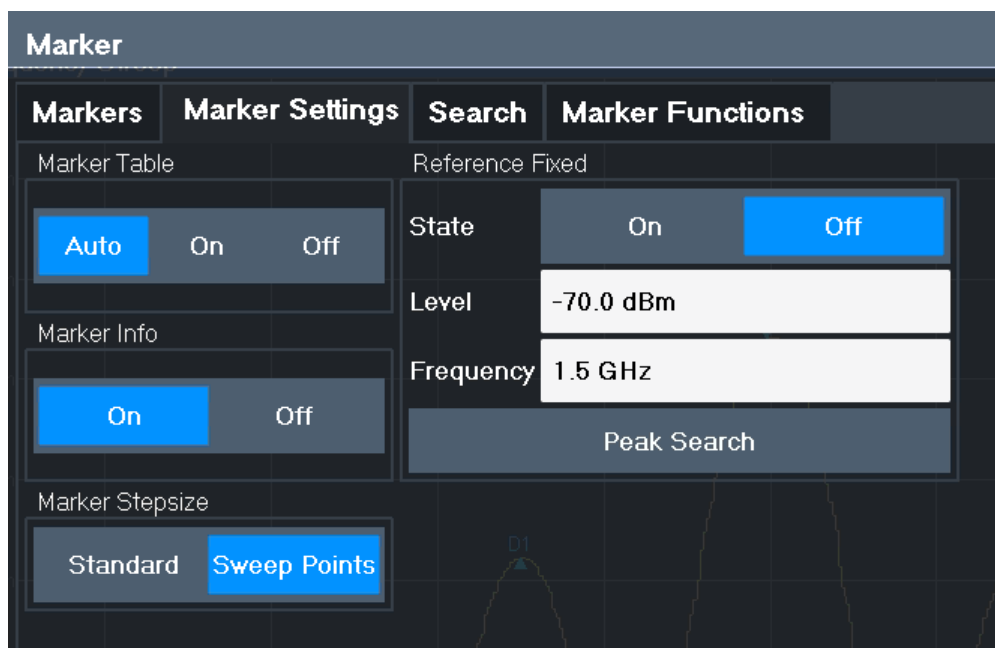 Marker
Markers Marker Settings Search Marker Functions
Marker Table
Auto On Off
Marker Info
On Off
Marker Stepsize
Standard Sweep Points
Reference Fixed
State On Off
Level -70.0 dBm
Frequency 1.5 GHz
Peak Search
D1